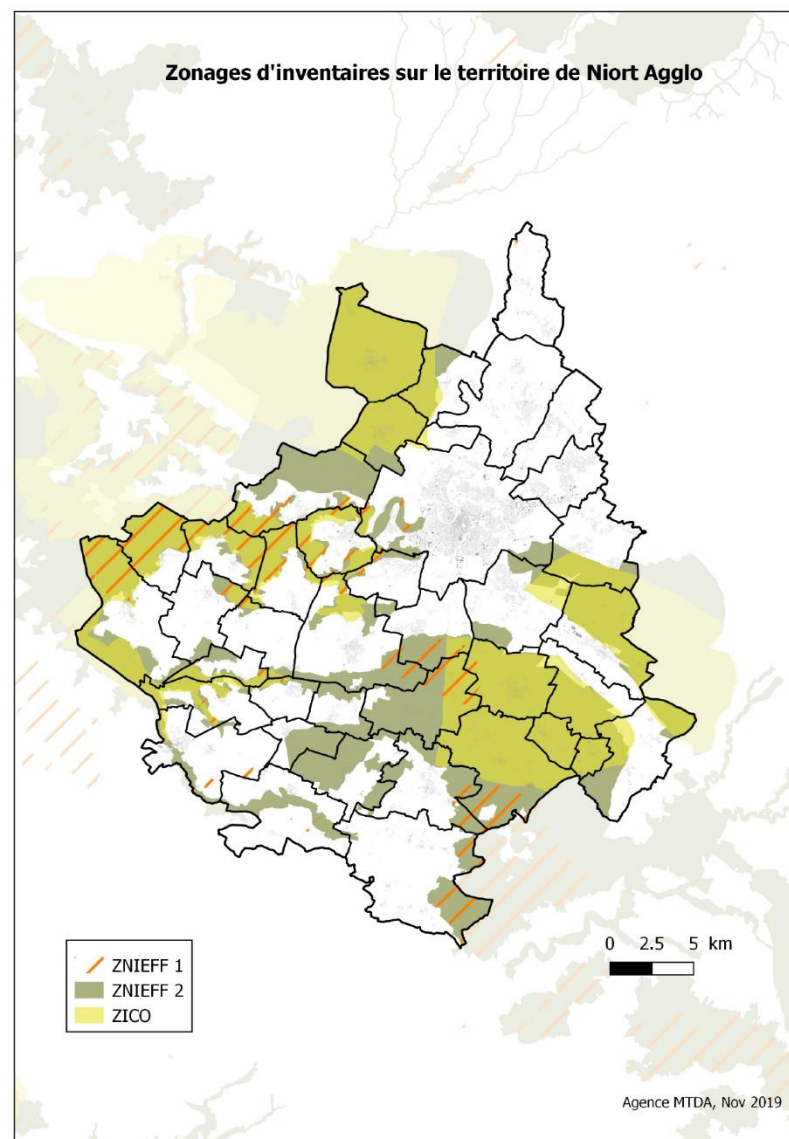 Zonages d'inventaires sur le territoire de Niort Agglo
ZNIEFF 1
ZNIEFF 2
ZICO
0 2.5 5 km
Agence MTDA, Nov 2019